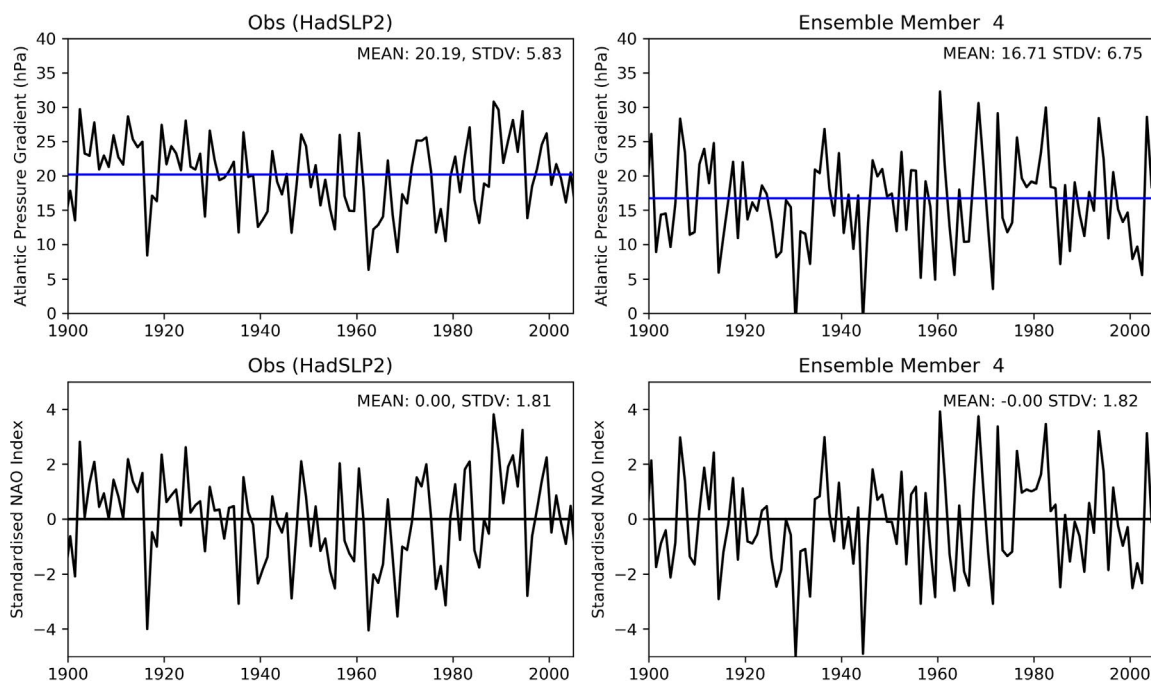 Obs (HadSLP2)
MEAN: 20.19, STDV: 5.83
Atlantic Pressure Gradient (hPa)
40
35
30
25
20
15
10
5
0
1900 1920 1940 1960 1980 2000
Ensemble Member 4
MEAN: 16.71 STDV: 6.75
Atlantic Pressure Gradient (hPa)
40
35
30
25
20
15
10
5
0
1900 1920 1940 1960 1980 2000
Obs (HadSLP2)
MEAN: 0.00, STDV: 1.81
Standardised NAO Index
4
2
0
−2
−4
1900 1920 1940 1960 1980 2000
Ensemble Member 4
MEAN: -0.00 STDV: 1.82
Standardised NAO Index
4
2
0
−2
−4
1900 1920 1940 1960 1980 2000